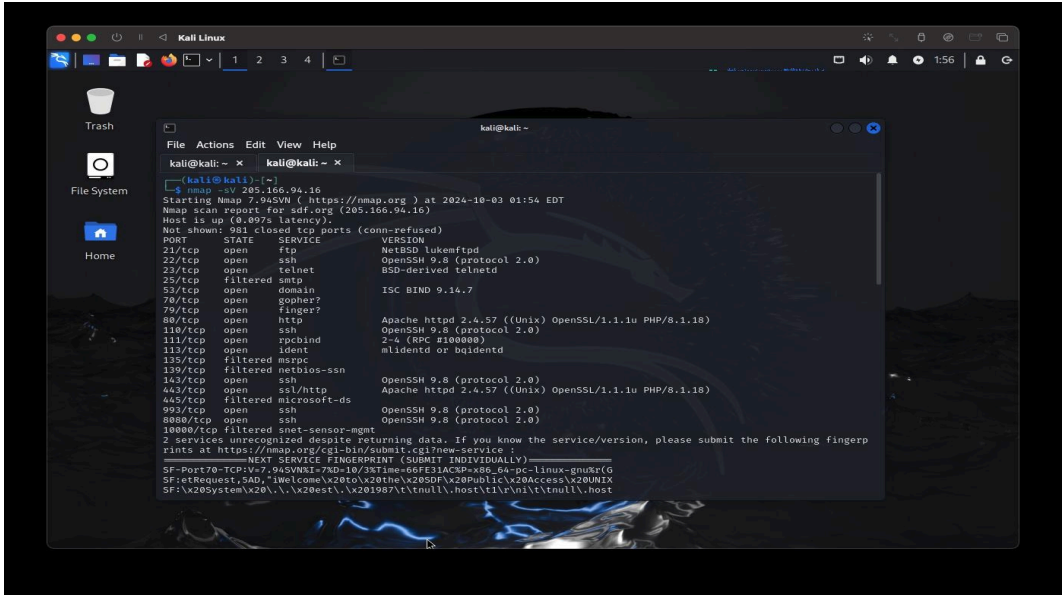 Kali Linux
1 2 3 4
1:56
Trash
File System
Home
kali@kali: ~
File Actions Edit View Help
kali@kali: ~ × kali@kali: ~ ×
┌──(kali㉿kali)-[~]
└─$ nmap -sV 205.166.94.16
Starting Nmap 7.94SVN ( https://nmap.org ) at 2024-10-03 01:54 EDT
Nmap scan report for sdf.org (205.166.94.16)
Host is up (0.097s latency).
Not shown: 981 closed tcp ports (conn-refused)
PORT STATE SERVICE VERSION
21/tcp open ftp NetBSD lukemftpd
22/tcp open ssh OpenSSH 9.8 (protocol 2.0)
23/tcp open telnet BSD-derived telnetd
25/tcp filtered smtp
53/tcp open domain ISC BIND 9.14.7
70/tcp open gopher?
79/tcp open finger?
80/tcp open http Apache httpd 2.4.57 ((Unix) OpenSSL/1.1.1u PHP/8.1.18)
110/tcp open ssh OpenSSH 9.8 (protocol 2.0)
111/tcp open rpcbind 2-4 (RPC #100000)
113/tcp open ident mlidentd or bqidentd
135/tcp filtered msrpc
139/tcp filtered netbios-ssn
143/tcp open ssh OpenSSH 9.8 (protocol 2.0)
443/tcp open ssl/http Apache httpd 2.4.57 ((Unix) OpenSSL/1.1.1u PHP/8.1.18)
445/tcp filtered microsoft-ds
993/tcp open ssh OpenSSH 9.8 (protocol 2.0)
8080/tcp open ssh OpenSSH 9.8 (protocol 2.0)
10000/tcp filtered snet-sensor-mgmt
2 services unrecognized despite returning data. If you know the service/version, please submit the following fingerp
rints at https://nmap.org/cgi-bin/submit.cgi?new-service :
══════════════NEXT SERVICE FINGERPRINT (SUBMIT INDIVIDUALLY)══════════════
SF-Port70-TCP:V=7.94SVN%I=7%D=10/3%Time=66FE31AC%P=x86_64-pc-linux-gnu%r(G
SF:etRequest,5AD,"iWelcome\x20to\x20the\x20SDF\x20Public\x20Access\x20UNIX
SF:\x20System\x20\.\.\x20est\.\x201987\t\tnull\.host\t1\r\ni\t\tnull\.host